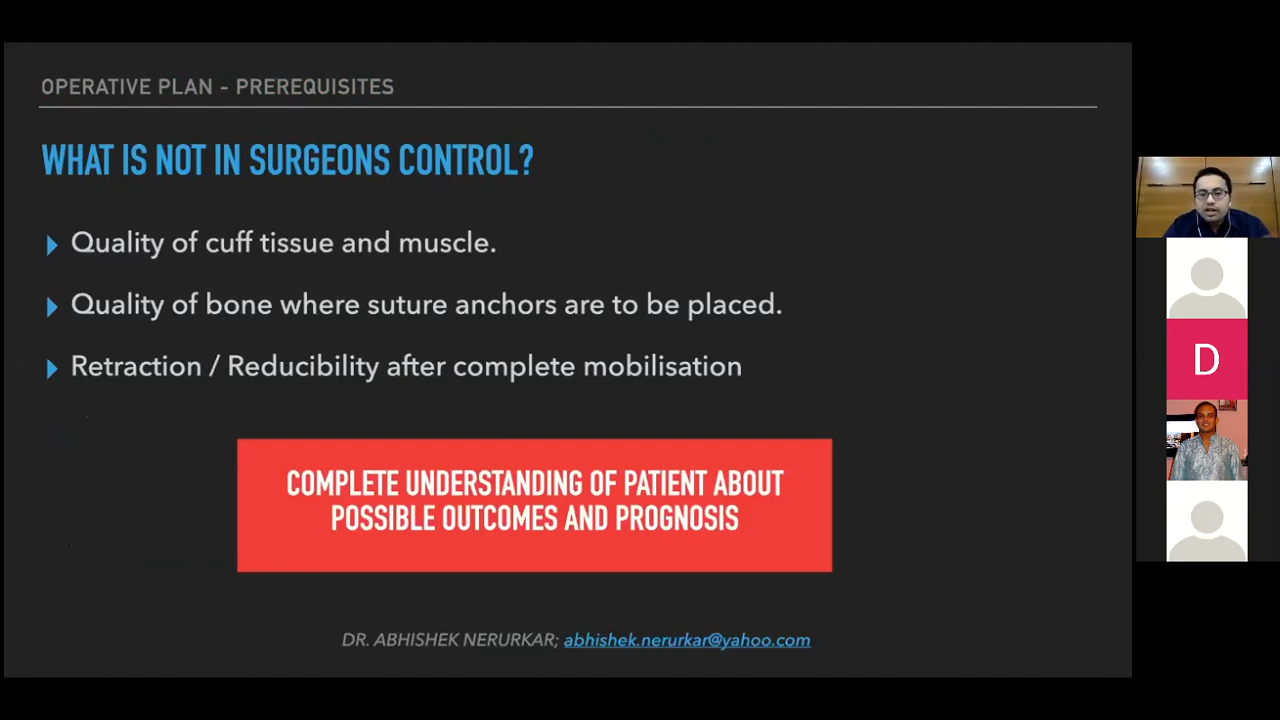 OPERATIVE PLAN - PREREQUISITES
WHAT IS NOT IN SURGEONS CONTROL?
Quality of cuff tissue and muscle.
Quality of bone where suture anchors are to be placed.
Retraction / Reducibility after complete mobilisation
COMPLETE UNDERSTANDING OF PATIENT ABOUT
POSSIBLE OUTCOMES AND PROGNOSIS
DR. ABHISHEK NERURKAR; abhishek.nerurkar@yahoo.com
D